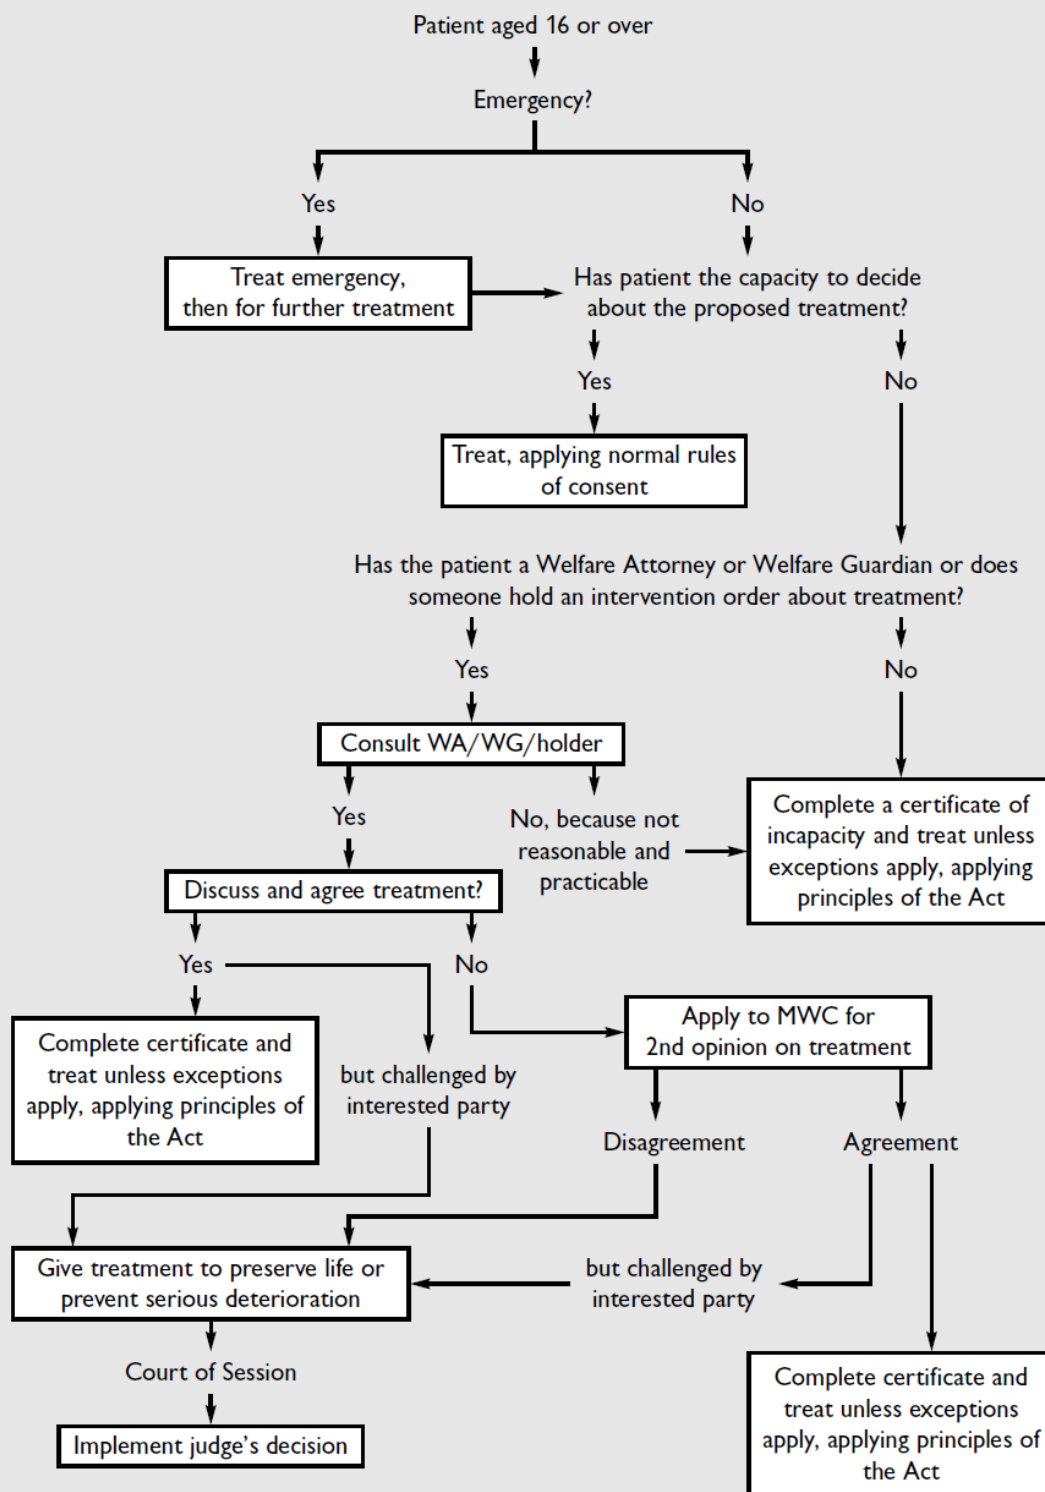 Patient aged 16 or over
Emergency?
Yes
No
Treat emergency,
then for further treatment
Has patient the capacity to decide
about the proposed treatment?
Yes
No
Treat, applying normal rules
of consent
Has the patient a Welfare Attorney or Welfare Guardian or does
someone hold an intervention order about treatment?
Yes
No
Consult WA/WG/holder
Yes
No, because not
reasonable and
practicable
Complete a certificate of
incapacity and treat unless
exceptions apply, applying
principles of the Act
Discuss and agree treatment?
Yes
No
Complete certificate and
treat unless exceptions
apply, applying principles of
the Act
but challenged by
interested party
Apply to MWC for
2nd opinion on treatment
Disagreement
Agreement
Give treatment to preserve life or
prevent serious deterioration
but challenged by
interested party
Court of Session
Implement judge's decision
Complete certificate and
treat unless exceptions
apply, applying principles of
the Act